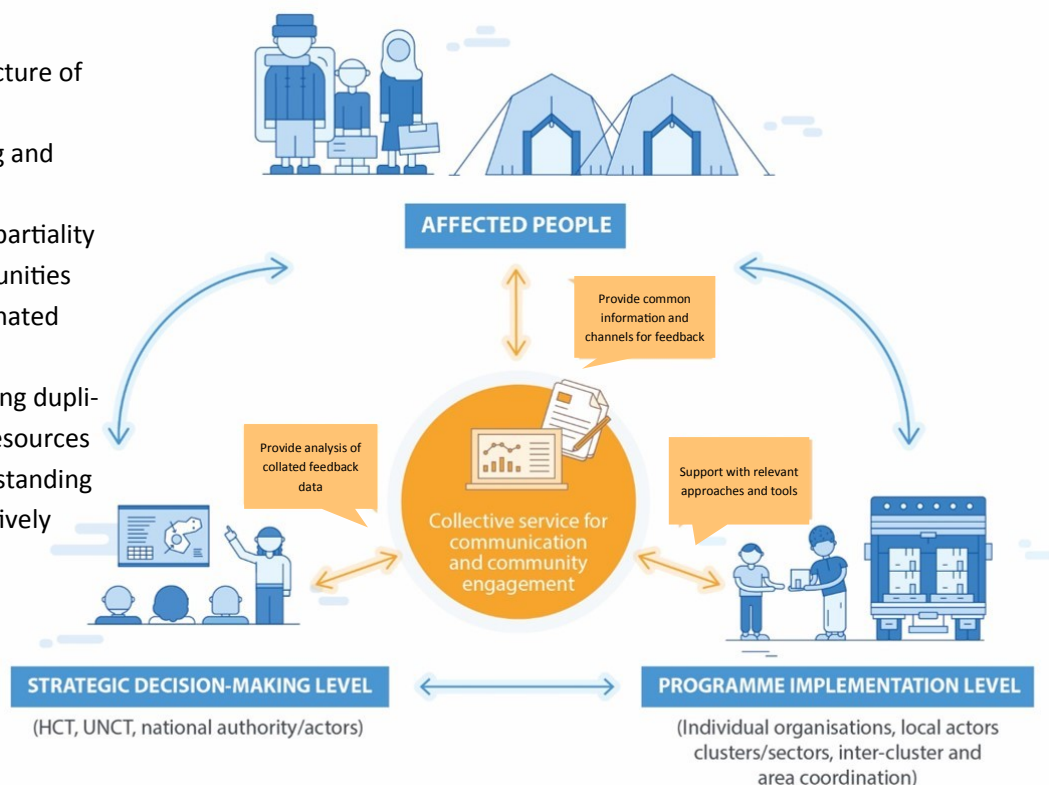 cture of
g and
partiality
unities
nated
ng dupli-
esources
standing
tively
AFFECTED PEOPLE
Provide common
information and
channels for feedback
Provide analysis of
collated feedback
data
Support with relevant
approaches and tools
Collective service for
communication
and community
engagement
STRATEGIC DECISION-MAKING LEVEL
(HCT, UNCT, national authority/actors)
PROGRAMME IMPLEMENTATION LEVEL
(Individual organisations, local actors
clusters/sectors, inter-cluster and
area coordination)